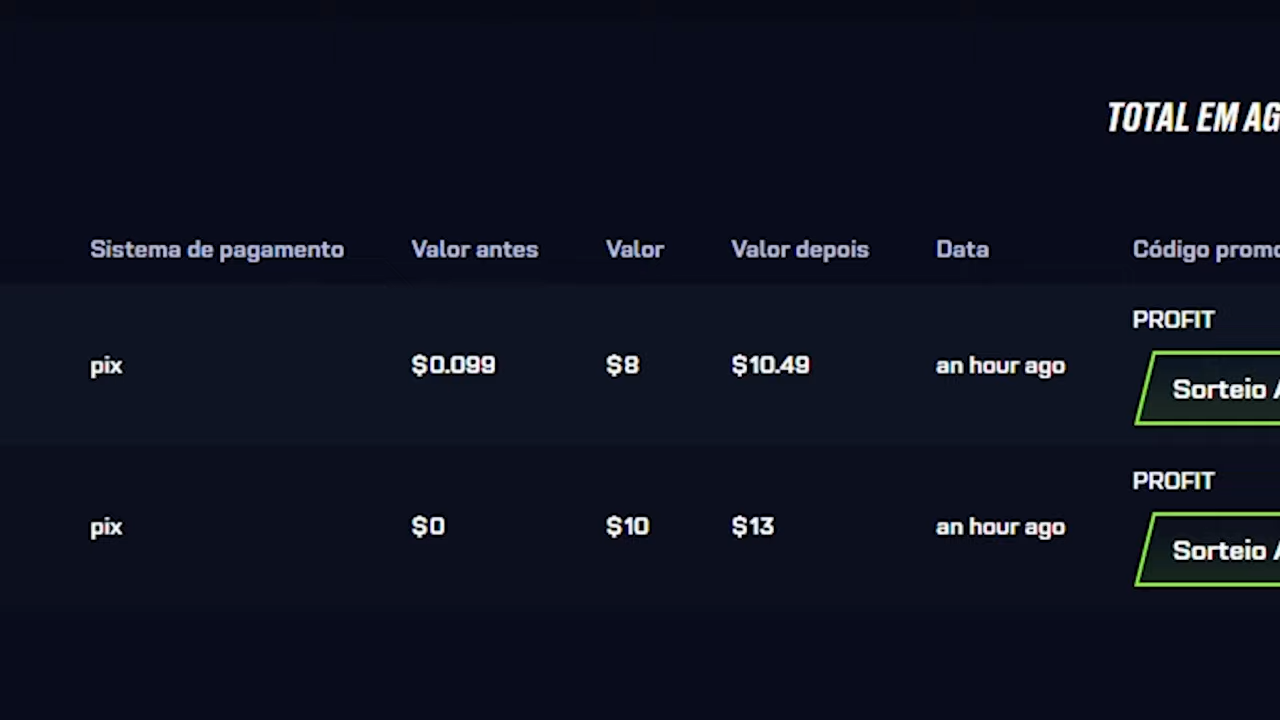 TOTAL EM AG
Sistema de pagamento Valor antes Valor Valor depois Data Código promo
PROFIT
pix $0.099 $8 $10.49 an hour ago
Sorteio A
PROFIT
pix $0 $10 $13 an hour ago
Sorteio A